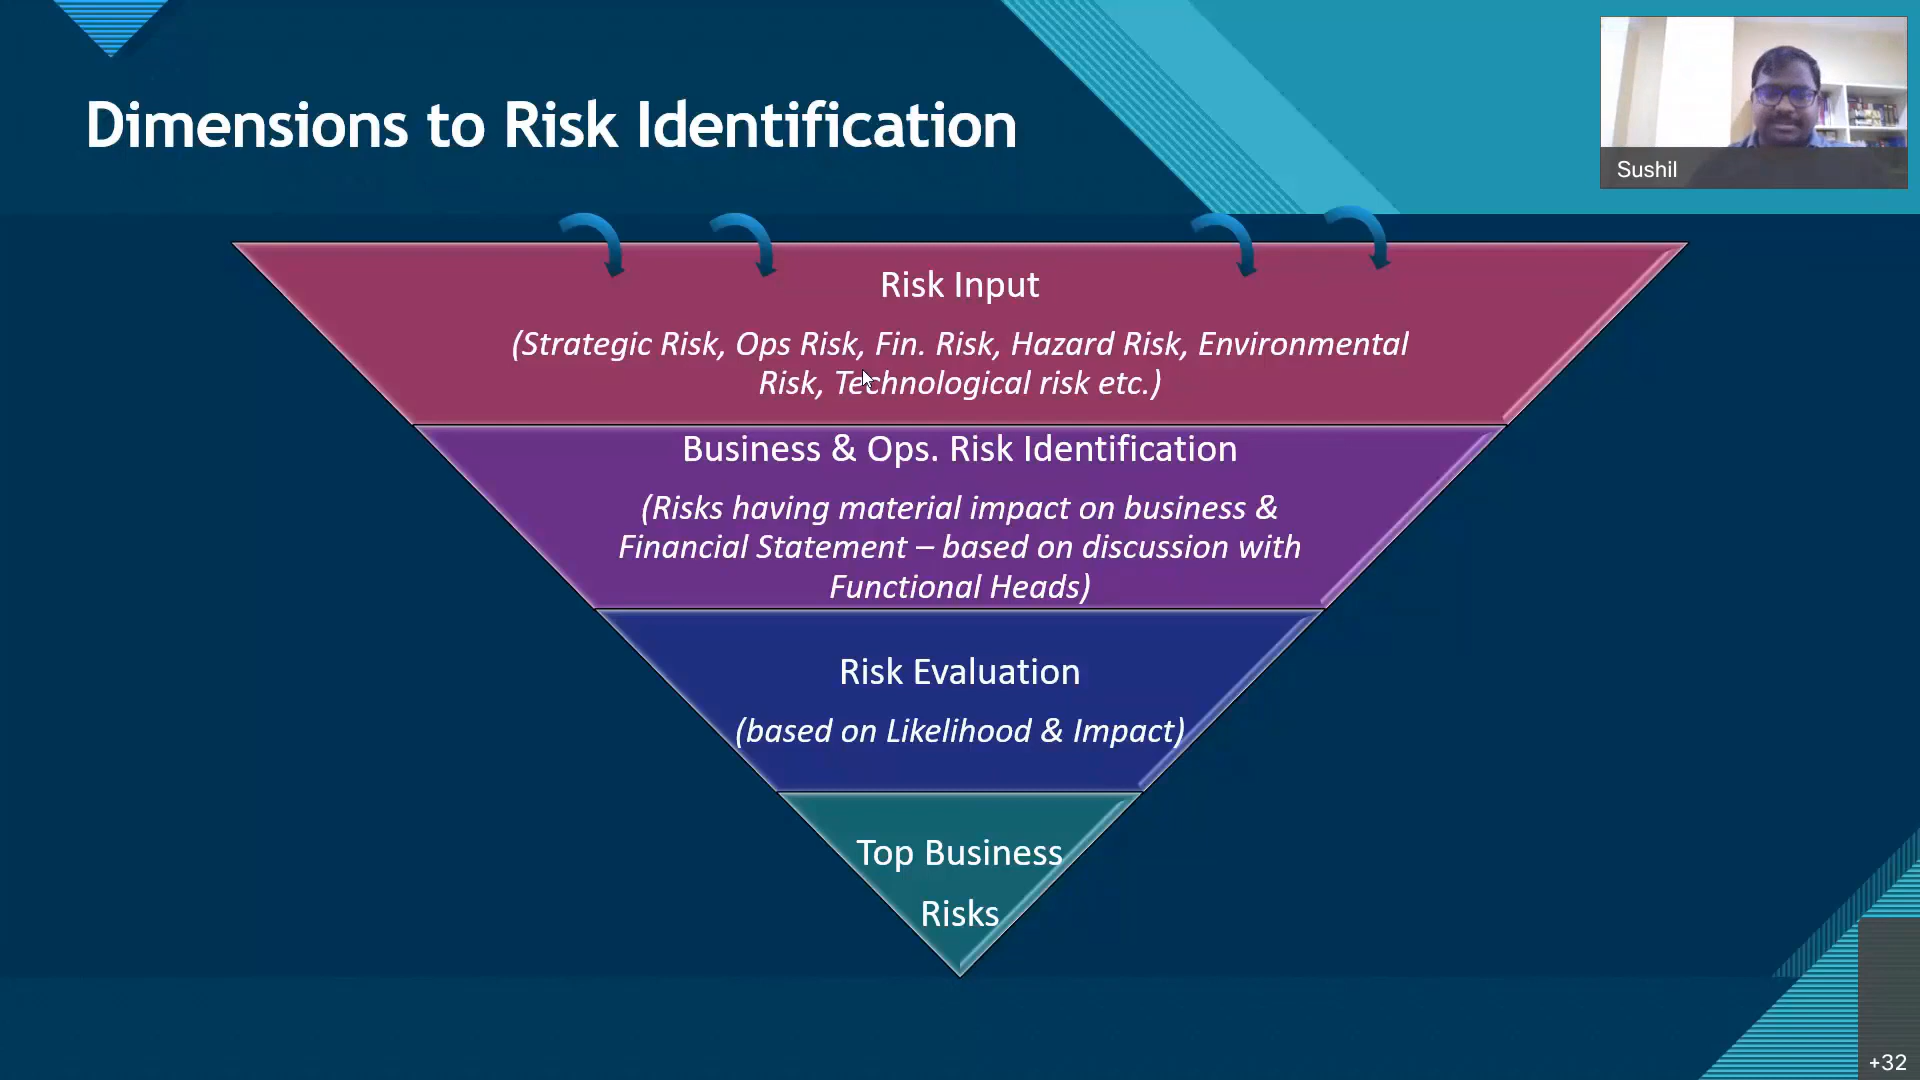 Dimensions to Risk Identification
Sushil
Risk Input
(Strategic Risk, Ops Risk, Fin. Risk, Hazard Risk, Environmental
Risk, Technological risk etc.)
Business & Ops. Risk Identification
(Risks having material impact on business &
Financial Statement – based on discussion with
Functional Heads)
Risk Evaluation
(based on Likelihood & Impact)
Top Business
Risks
+32